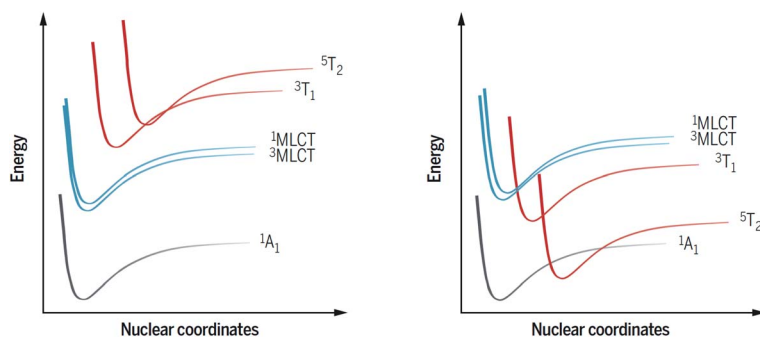 ⁵T₂
³T₁
¹MLCT
³MLCT
¹A₁
Energy
Nuclear coordinates
¹MLCT
³MLCT
³T₁
⁵T₂
¹A₁
Energy
Nuclear coordinates